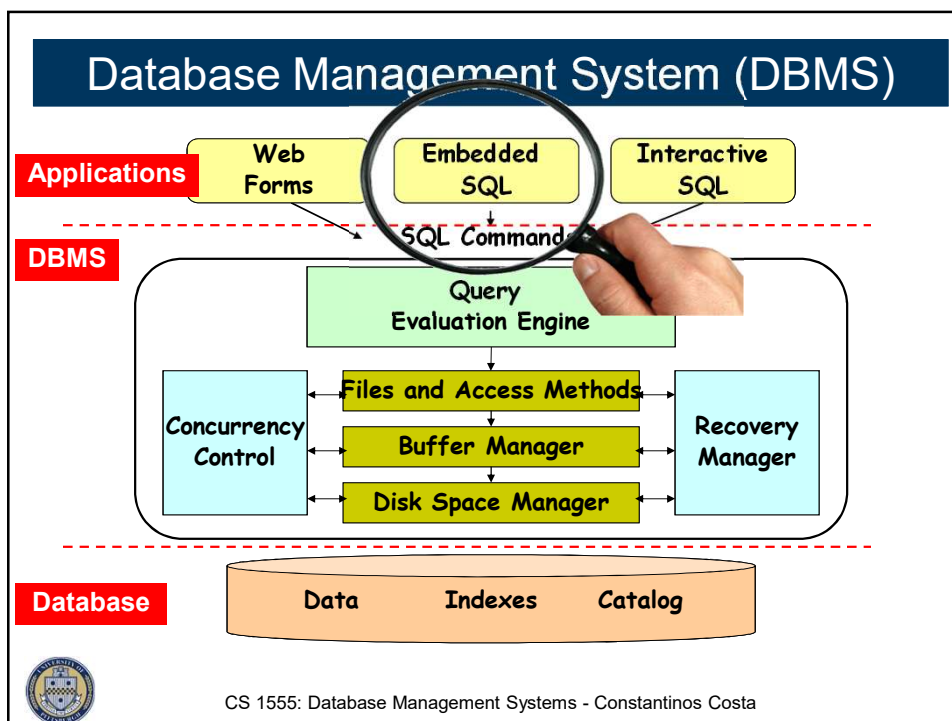 Database Management System (DBMS)
Applications
Web
Forms
Embedded
SQL
Interactive
SQL
SQL Commands
DBMS
Query
Evaluation Engine
Files and Access Methods
Concurrency
Control
Buffer Manager
Recovery
Manager
Disk Space Manager
Database
Data
Indexes
Catalog
CS 1555: Database Management Systems - Constantinos Costa